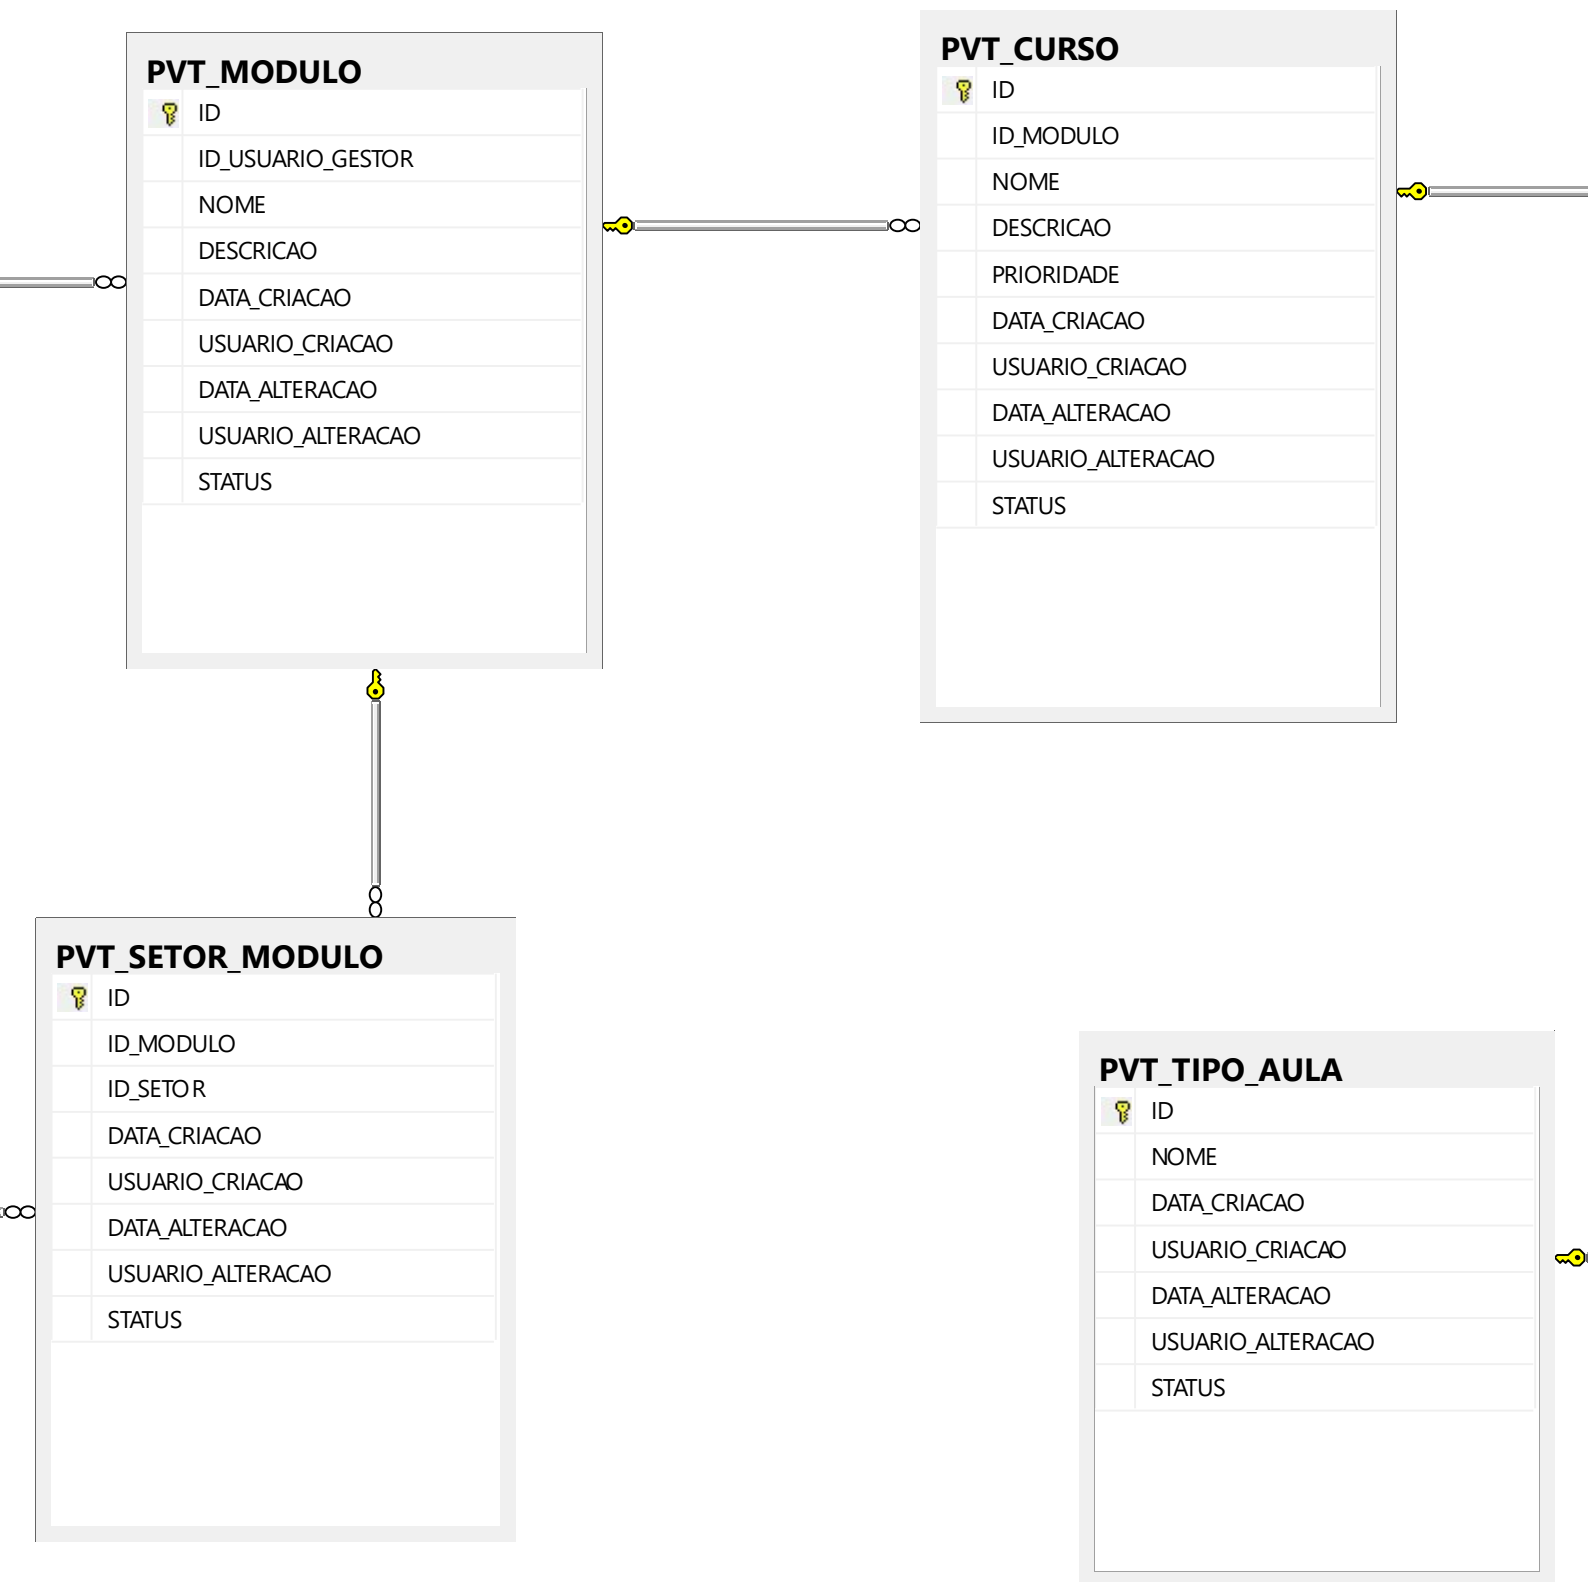 PVT_MODULO
ID
ID_USUARIO_GESTOR
NOME
DESCRICAO
DATA_CRIACAO
USUARIO_CRIACAO
DATA_ALTERACAO
USUARIO_ALTERACAO
STATUS
PVT_CURSO
ID
ID_MODULO
NOME
DESCRICAO
PRIORIDADE
DATA_CRIACAO
USUARIO_CRIACAO
DATA_ALTERACAO
USUARIO_ALTERACAO
STATUS
PVT_SETOR_MODULO
ID
ID_MODULO
ID_SETOR
DATA_CRIACAO
USUARIO_CRIACAO
DATA_ALTERACAO
USUARIO_ALTERACAO
STATUS
PVT_TIPO_AULA
ID
NOME
DATA_CRIACAO
USUARIO_CRIACAO
DATA_ALTERACAO
USUARIO_ALTERACAO
STATUS